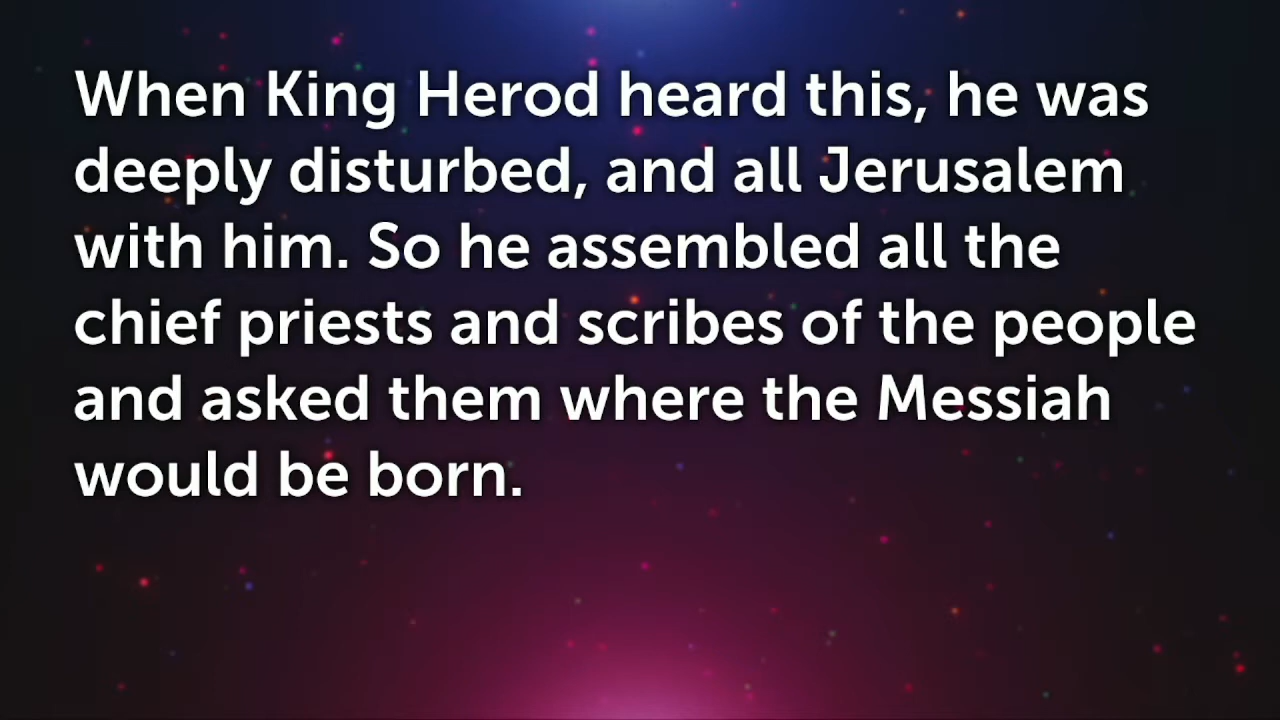 When King Herod heard this, he was
deeply disturbed, and all Jerusalem
with him. So he assembled all the
chief priests and scribes of the people
and asked them where the Messiah
would be born.